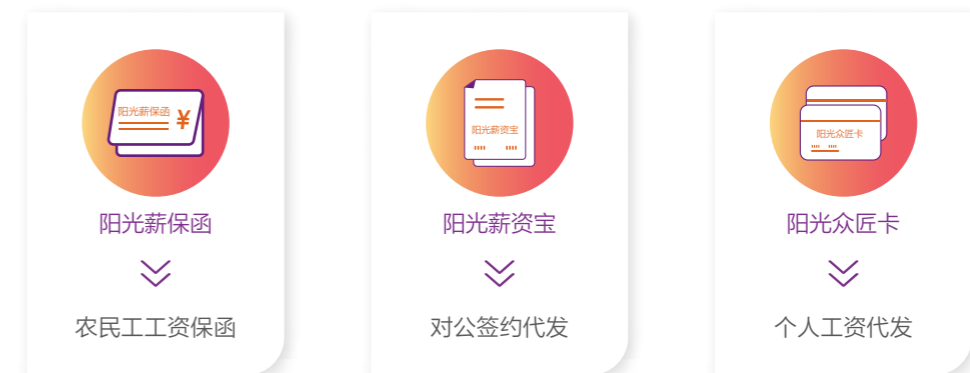 阳光薪保函 ¥
阳光薪资宝
阳光众匠卡
阳光薪保函
阳光薪资宝
阳光众匠卡
农民工工资保函
对公签约代发
个人工资代发